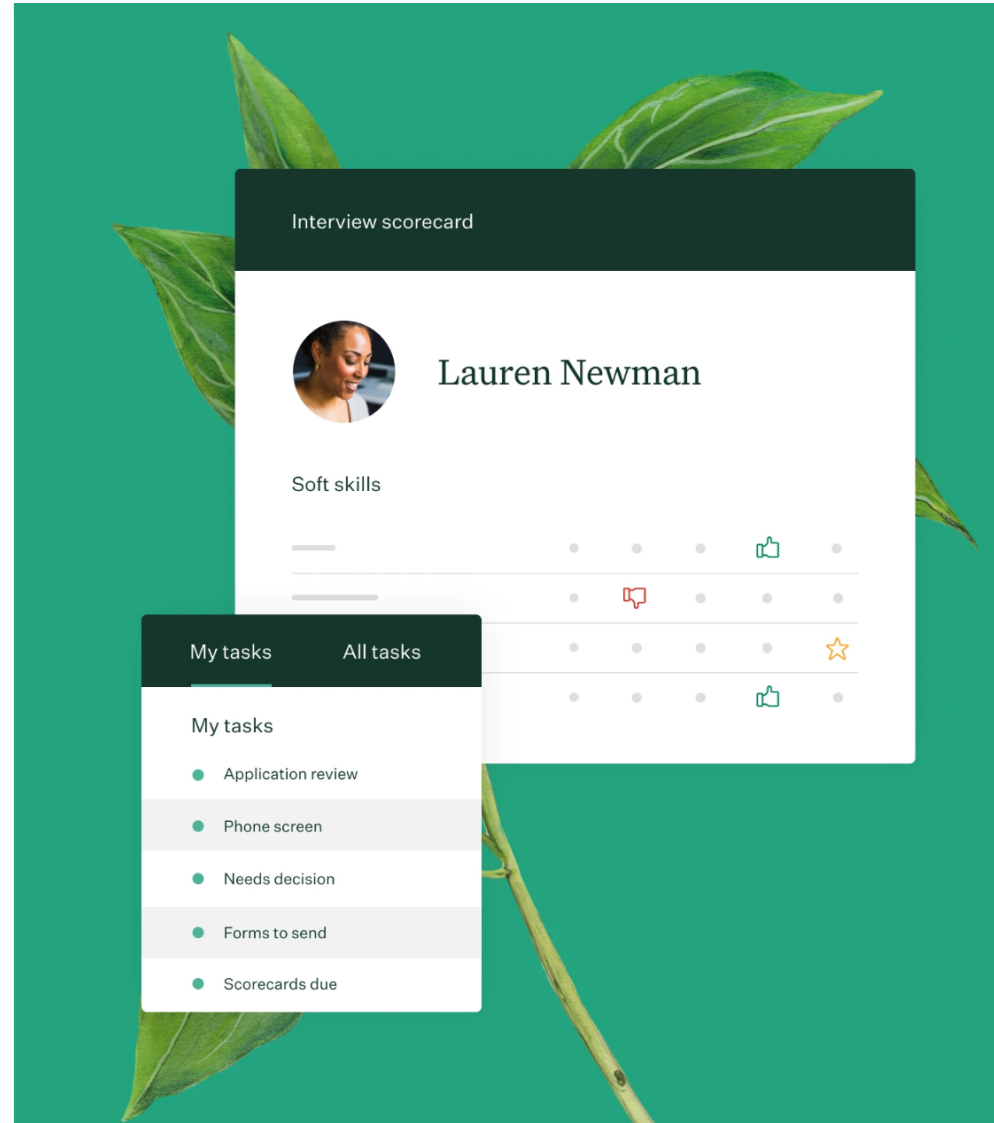 Interview scorecard
Lauren Newman
Soft skills
My tasks All tasks
My tasks
Application review
Phone screen
Needs decision
Forms to send
Scorecards due